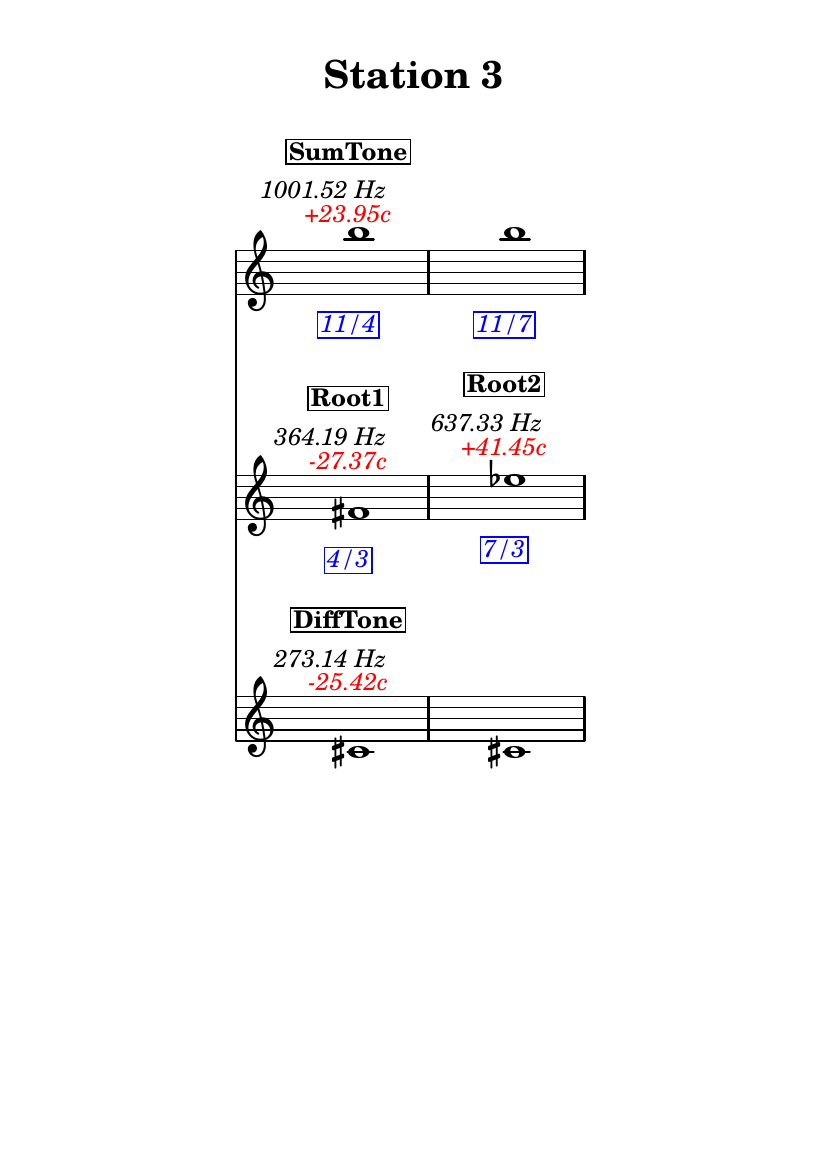 Station 3
SumTone
1001.52 Hz
+23.95c
11/4
11/7
Root1
364.19 Hz
-27.37c
Root2
637.33 Hz
+41.45c
4/3
7/3
DiffTone
273.14 Hz
-25.42c